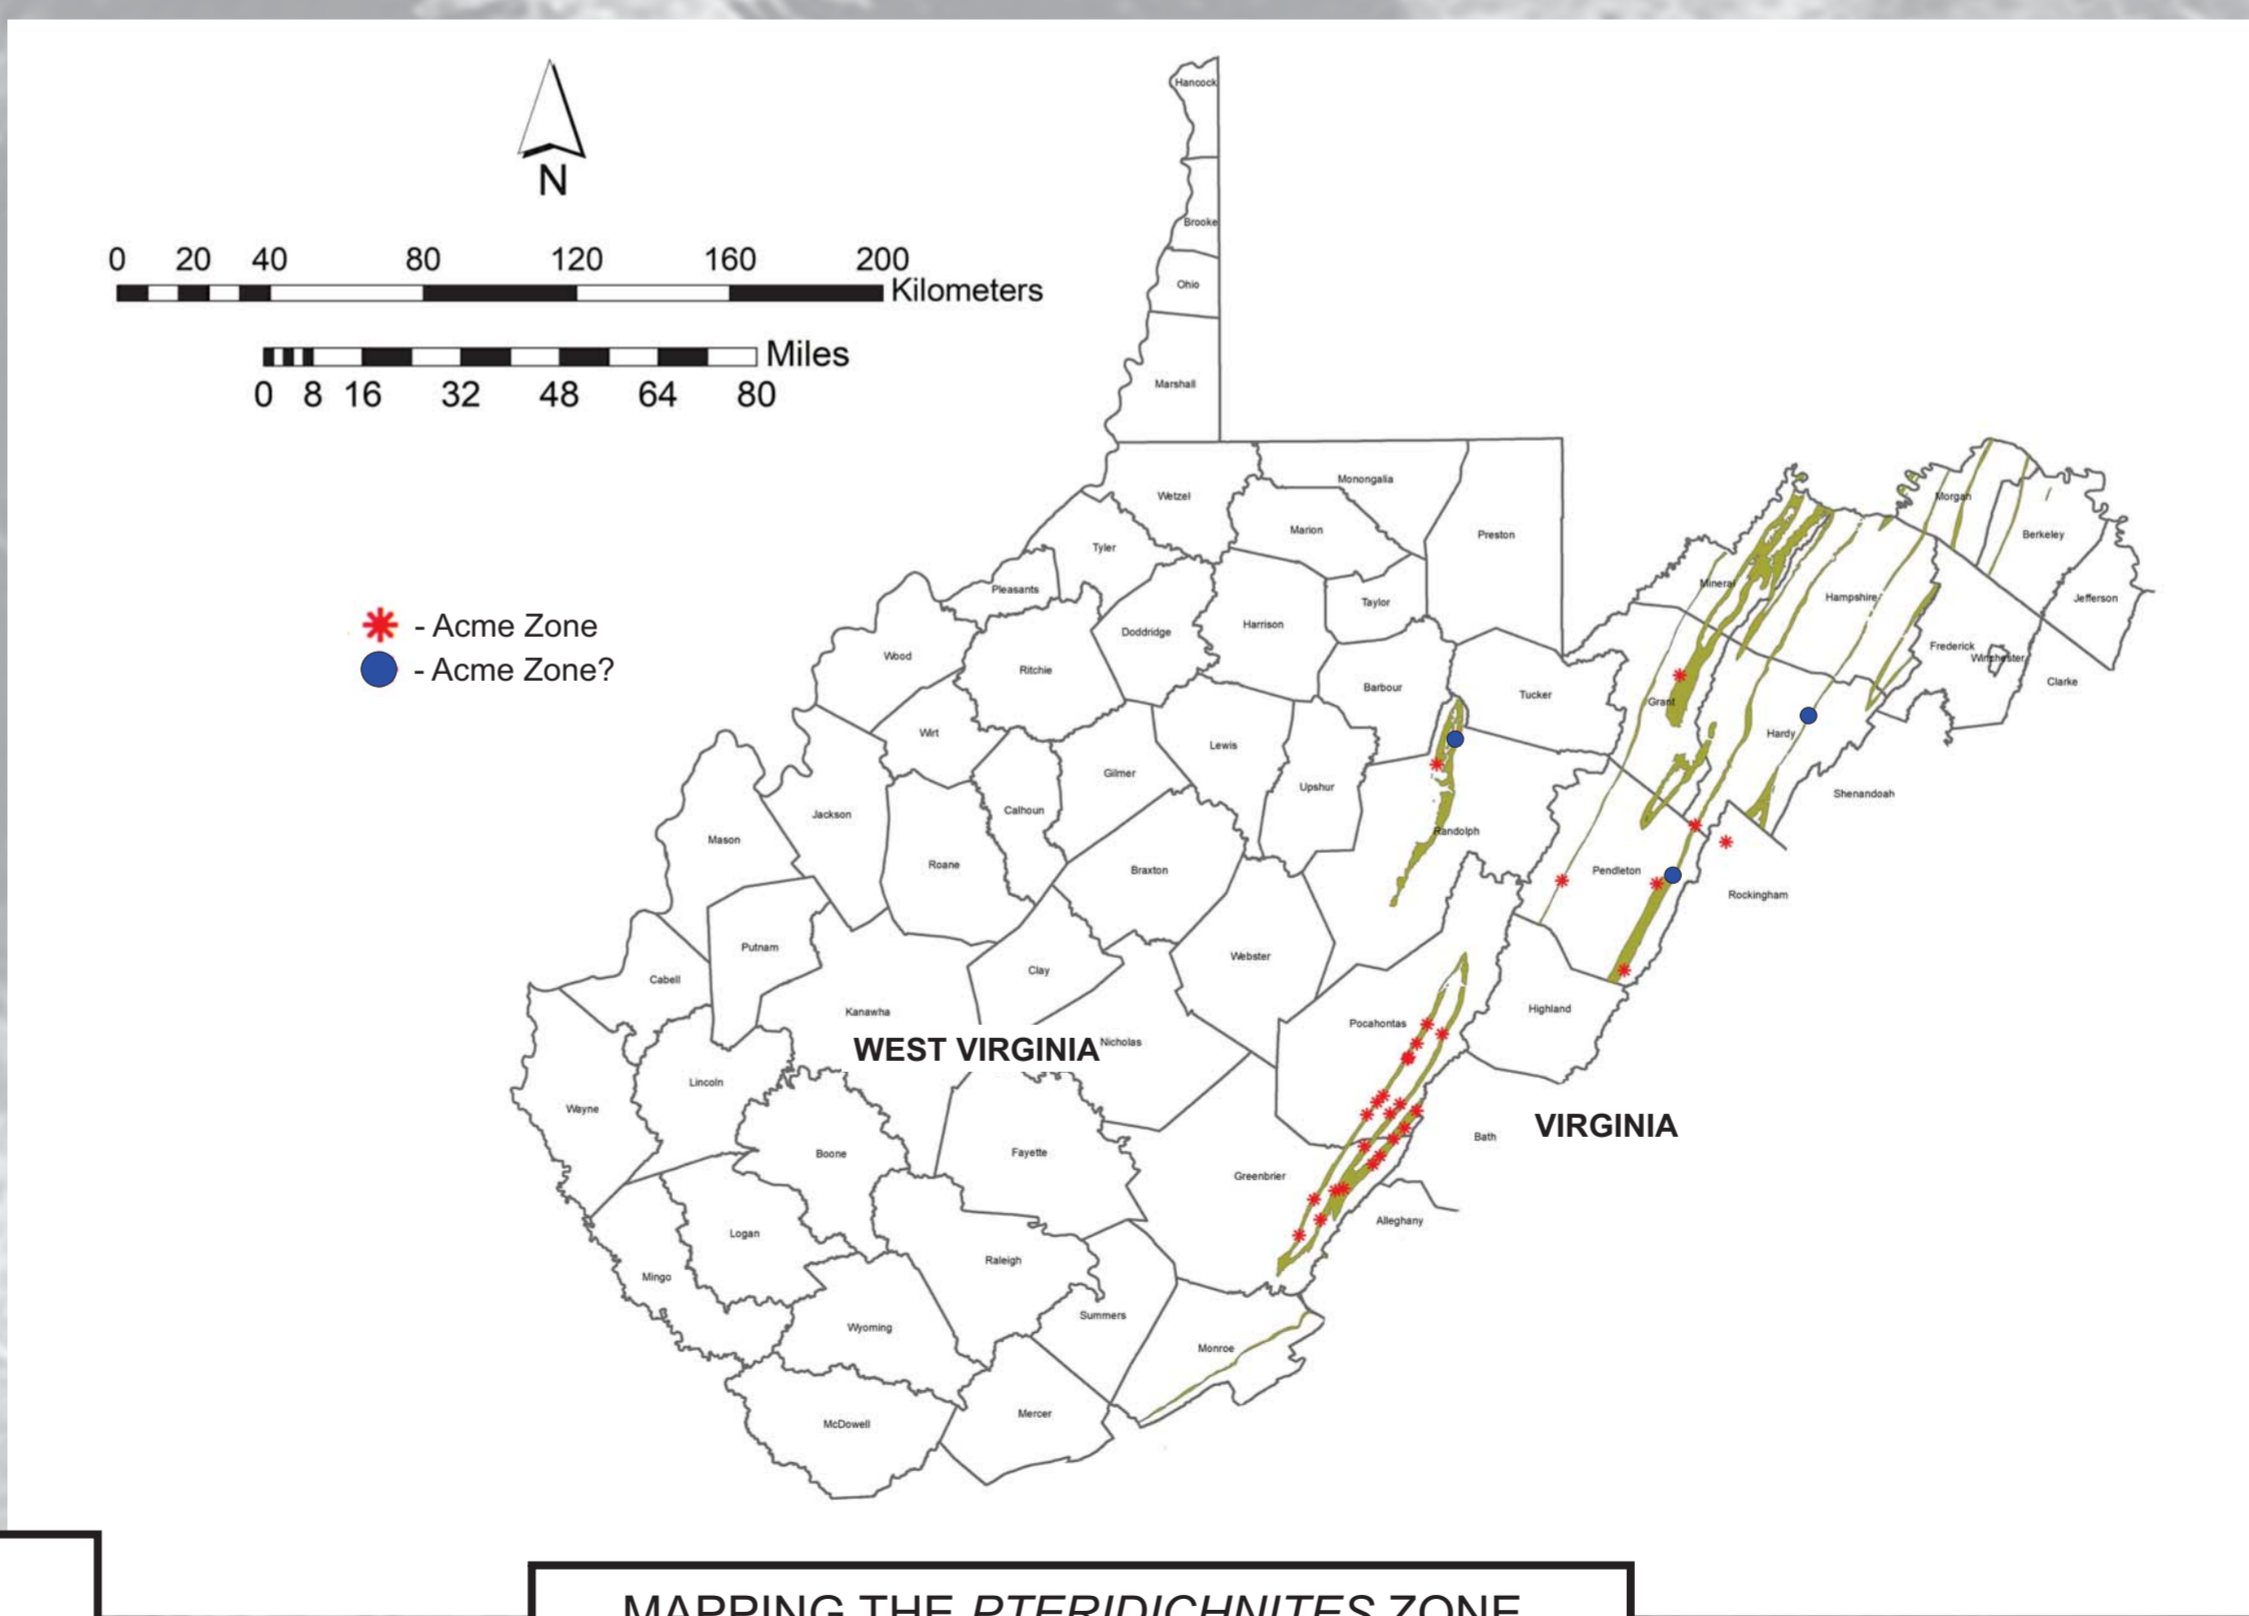 Hancock
N
Brooke
0 20 40 80 120 160 200
Kilometers
Ohio
Miles
0 8 16 32 48 64 80
Marshall
Monongalia
Wetzel
Morgan
Marion
Preston
Berkeley
Tyler
Mineral
Pleasants
Hampshire
Jefferson
Taylor
- Acme Zone
Harrison
Doddridge
Frederick
Winchester
Wood
Ritchie
- Acme Zone?
Clarke
Barbour
Tucker
Grant
Wirt
Hardy
Lewis
Gilmer
Upshur
Shenandoah
Calhoun
Jackson
Randolph
Mason
Roane
Braxton
Pendleton
Rockingham
Putnam
Webster
Clay
Cabell
Highland
Kanawha
Pocahontas
WEST VIRGINIA
Nicholas
Lincoln
Wayne
VIRGINIA
Bath
Boone
Fayette
Greenbrier
Alleghany
Logan
Raleigh
Mingo
Summers
Wyoming
Monroe
Mercer
McDowell
MAPPING THE PTERIDICHNITES ZONE